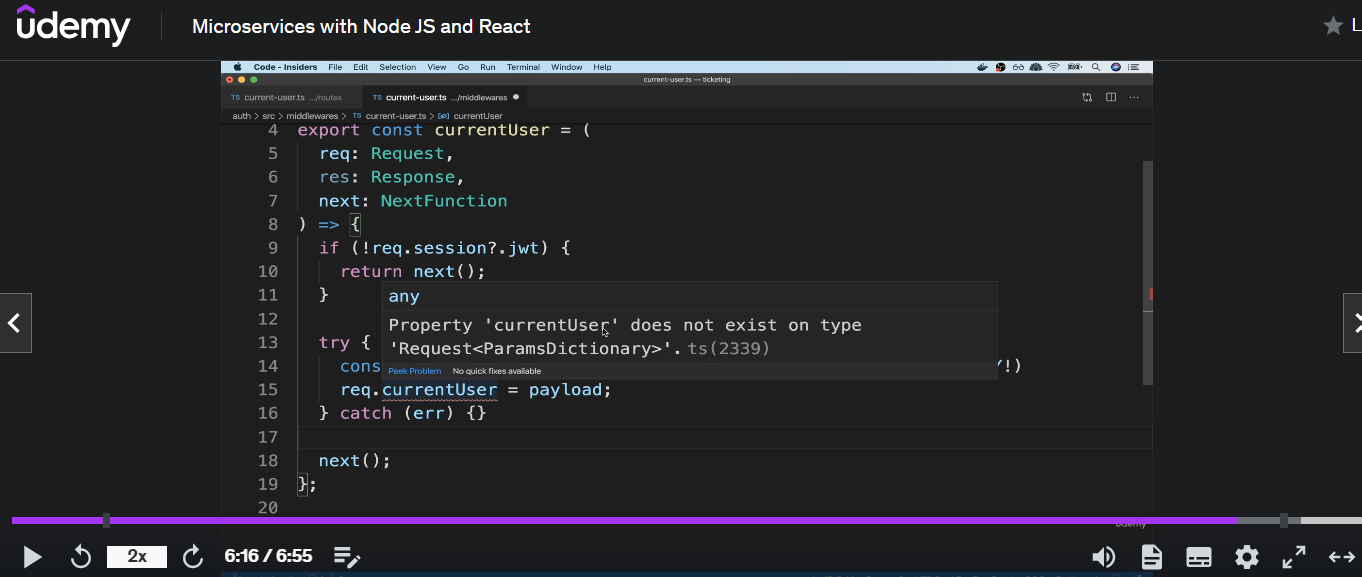 ûdemy
Microservices with Node JS and React
Code - Insiders File Edit Selection View Go Run Terminal Window Help
current-user.ts — ticketing
TS current-user.ts .../routes
TS current-user.ts .../middlewares
auth > src > middlewares > TS current-user.ts > currentUser
4 export const currentUser = (
5 req: Request,
6 res: Response,
7 next: NextFunction
8 ) => {
9 if (!req.session?.jwt) {
10 return next();
11 }
any
12
Property 'currentUser' does not exist on type
13 try {
'Request<ParamsDictionary>'. ts(2339)
14 cons
!)
Peek Problem No quick fixes available
15 req.currentUser = payload;
16 } catch (err) {}
17
18 next();
19 };
20
udemy
2x
6:16 / 6:55